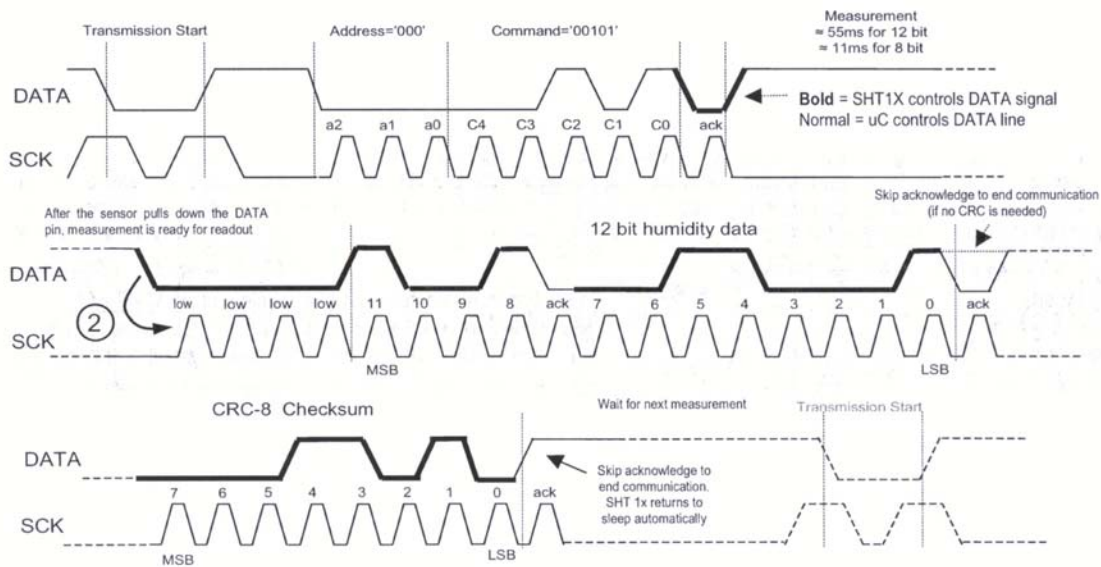 Transmission Start
Address='000'
Command='00101'
Measurement
≈ 55ms for 12 bit
≈ 11ms for 8 bit
DATA
Bold = SHT1X controls DATA signal
Normal = uC controls DATA line
a2 a1 a0 C4 C3 C2 C1 C0 ack
SCK
After the sensor pulls down the DATA
pin, measurement is ready for readout
12 bit humidity data
Skip acknowledge to end communication
(if no CRC is needed)
DATA
low low low low 11 10 9 8 ack 7 6 5 4 3 2 1 0 ack
2
SCK
MSB
LSB
CRC-8 Checksum
Wait for next measurement
Transmission Start
DATA
Skip acknowledge to
end communication.
SHT 1x returns to
sleep automatically
7 6 5 4 3 2 1 0 ack
SCK
MSB
LSB